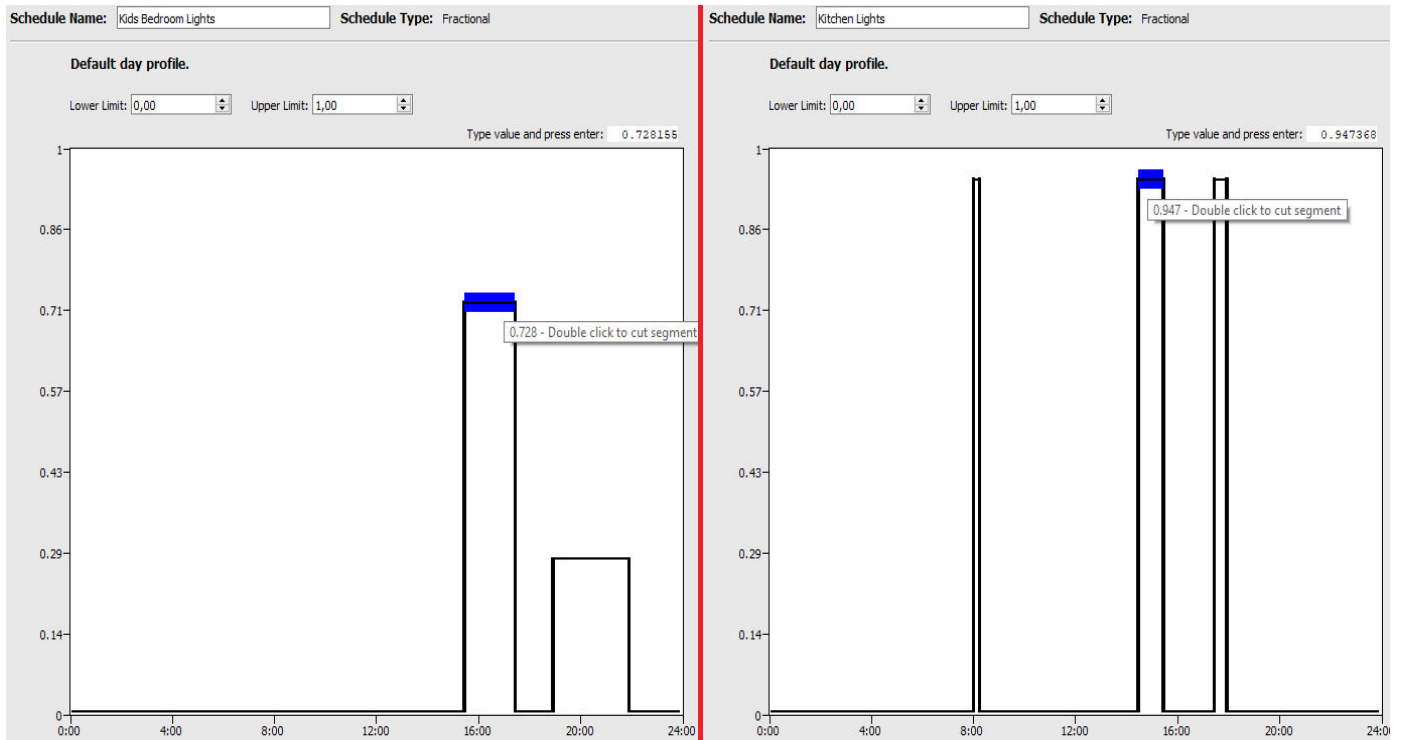 Schedule Name: Kids Bedroom Lights Schedule Type: Fractional
Default day profile.
Lower Limit: 0,00 Upper Limit: 1,00
Type value and press enter: 0.728155
1
0.86
0.71
0.728 - Double click to cut segment
0.57
0.43
0.29
0.14
0
0:00 4:00 8:00 12:00 16:00 20:00 24:00
Schedule Name: Kitchen Lights Schedule Type: Fractional
Default day profile.
Lower Limit: 0,00 Upper Limit: 1,00
Type value and press enter: 0.947368
1
0.947 - Double click to cut segment
0.86
0.71
0.57
0.43
0.29
0.14
0
0:00 4:00 8:00 12:00 16:00 20:00 24:0